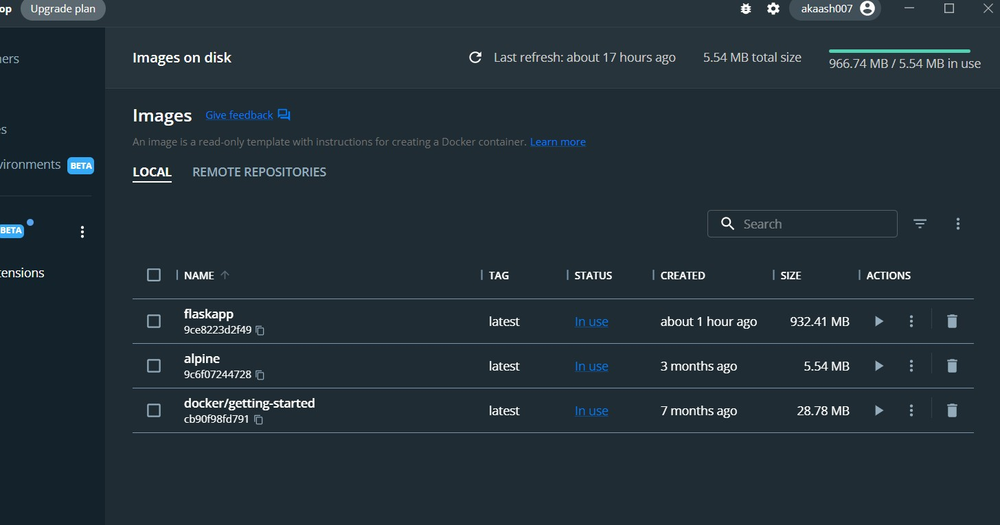 op Upgrade plan akaash007
ners
es
vironments BETA
BETA
tensions
Images on disk Last refresh: about 17 hours ago 5.54 MB total size 966.74 MB / 5.54 MB in use
Images Give feedback
An image is a read-only template with instructions for creating a Docker container. Learn more
LOCAL REMOTE REPOSITORIES
Search
NAME TAG STATUS CREATED SIZE ACTIONS
flaskapp
9ce8223d2f49 latest In use about 1 hour ago 932.41 MB
alpine
9c6f07244728 latest In use 3 months ago 5.54 MB
docker/getting-started
cb90f98fd791 latest In use 7 months ago 28.78 MB